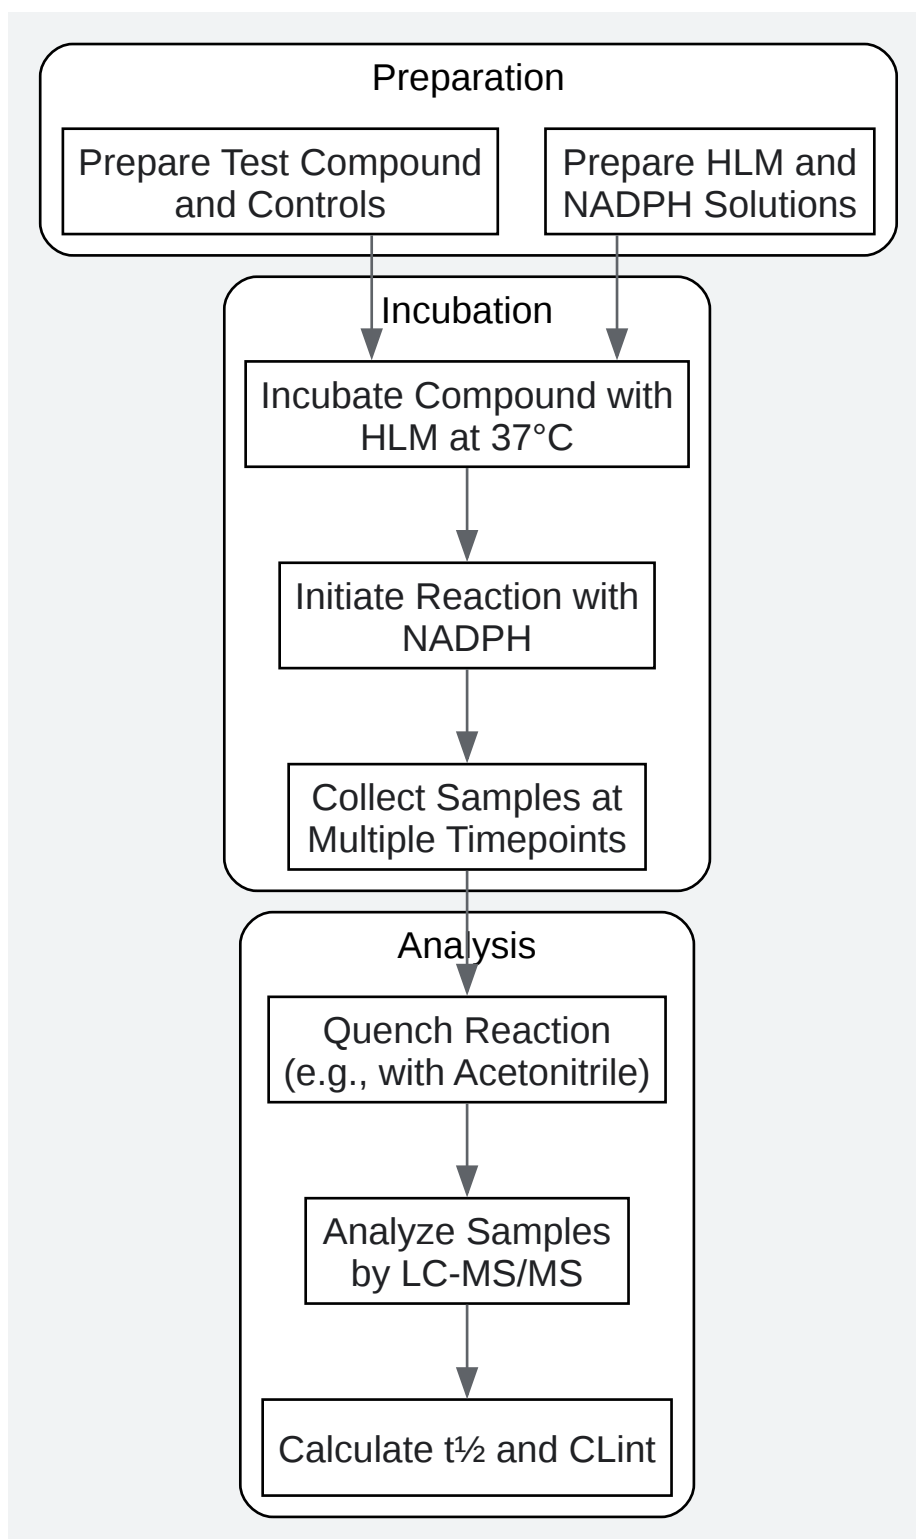 Preparation
Prepare Test Compound
and Controls
Prepare HLM and
NADPH Solutions
Incubation
Incubate Compound with
HLM at 37°C
Initiate Reaction with
NADPH
Collect Samples at
Multiple Timepoints
Analysis
Quench Reaction
(e.g., with Acetonitrile)
Analyze Samples
by LC-MS/MS
Calculate t½ and CLint